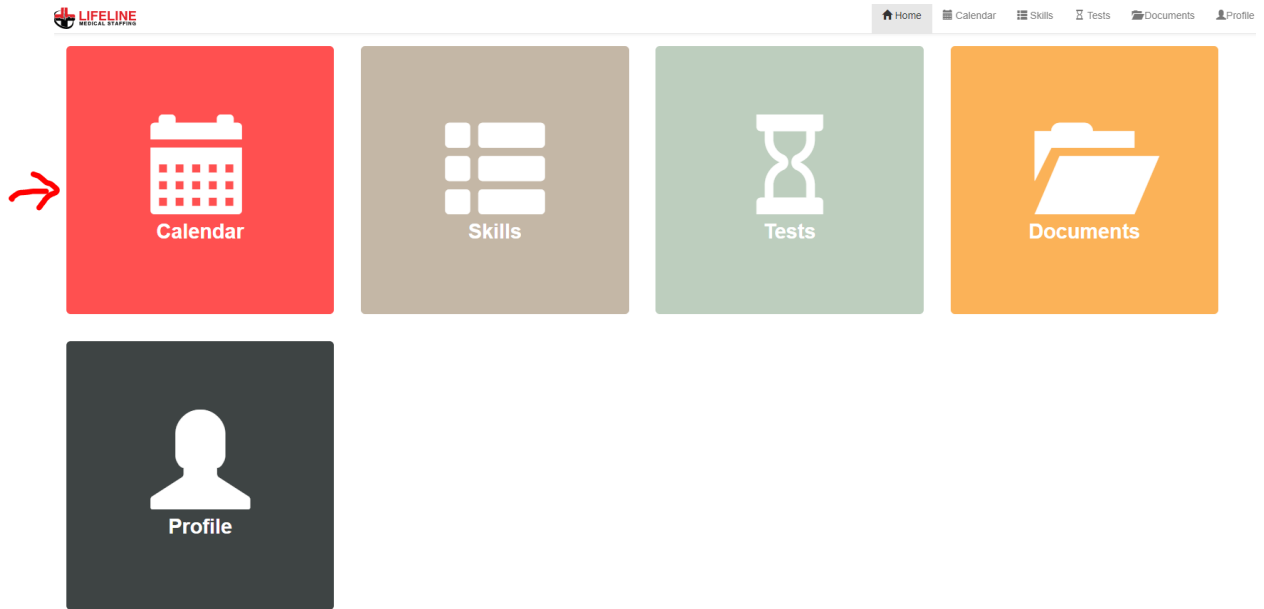 LIFELINE
MEDICAL STAFFING
Home Calendar Skills Tests Documents Profile
Calendar
Skills
Tests
Documents
Profile